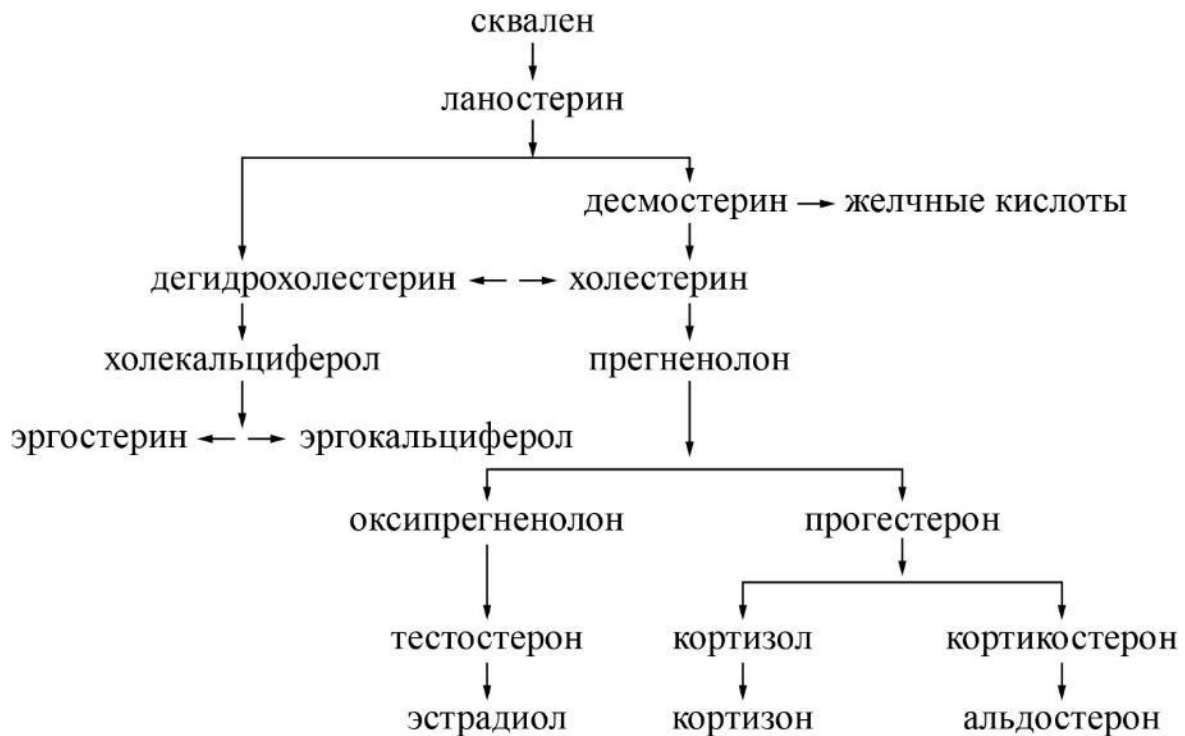 сквален
ланостерин
десмостерин желчные кислоты
дегидрохолестерин холестерин
холекальциферол прегненолон
эргостерин эргокальциферол
оксипрегненолон прогестерон
тестостерон кортизол кортикостерон
эстрадиол кортизон альдостерон